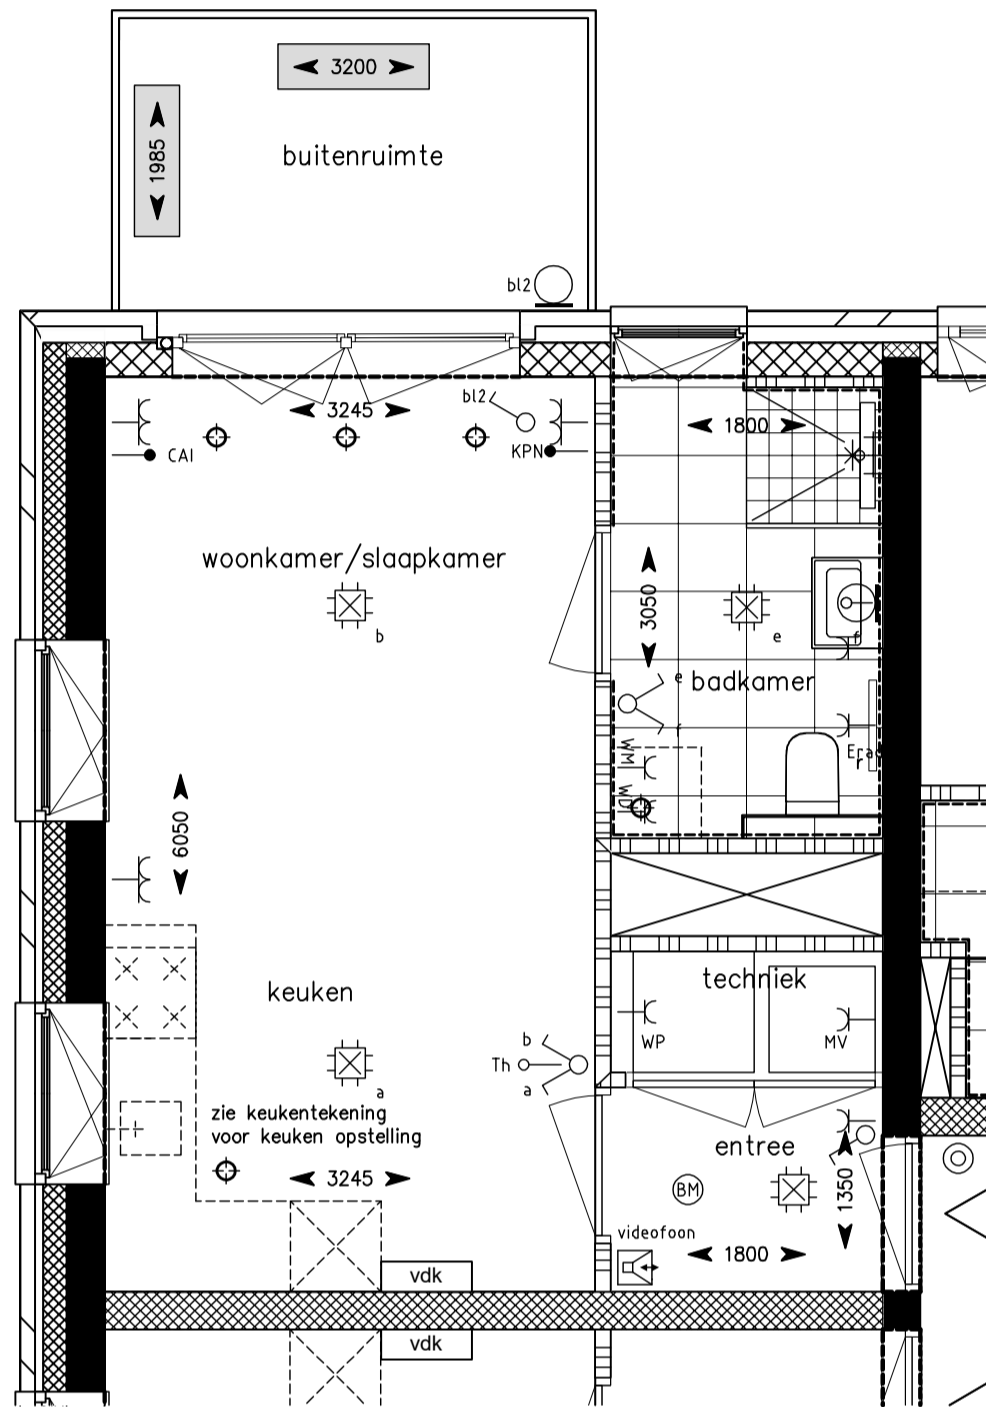 3200
1985
buitenruimte
bl2
3245
bl2
1800
CAI
KPN
woonkamer/slaapkamer
b
3050
e
f
badkamer
e
f
WM
Erad
r
WD
6050
keuken
techniek
WP
MV
b
Th
a
a
zie keukentekening
voor keuken opstelling
entree
3245
BM
1350
videofoon
1800
vdk
vdk